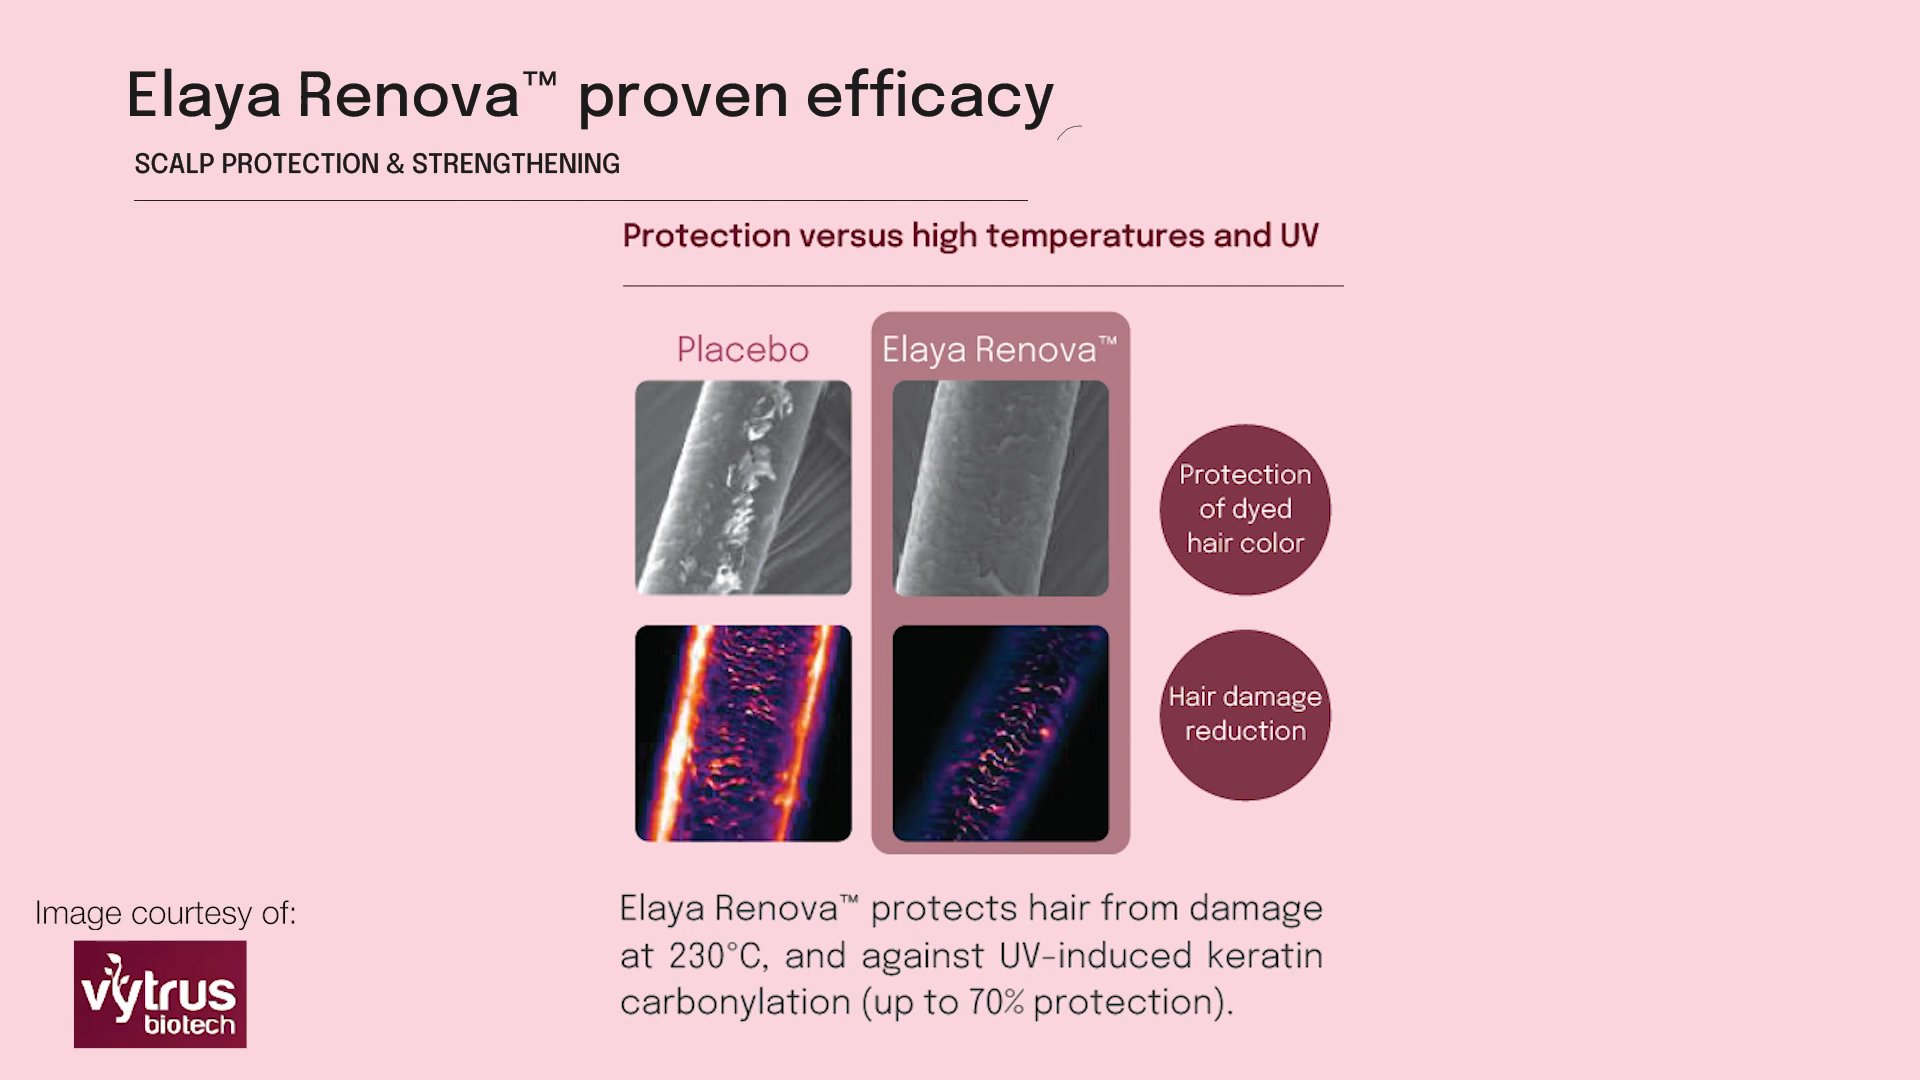 Elaya Renova™ proven efficacy
SCALP PROTECTION & STRENGTHENING
Protection versus high temperatures and UV
Placebo
Elaya Renova™
Protection
of dyed
hair color
Hair damage
reduction
Elaya Renova™ protects hair from damage
at 230°C, and against UV-induced keratin
carbonylation (up to 70% protection).
Image courtesy of:
vytrus
biotech